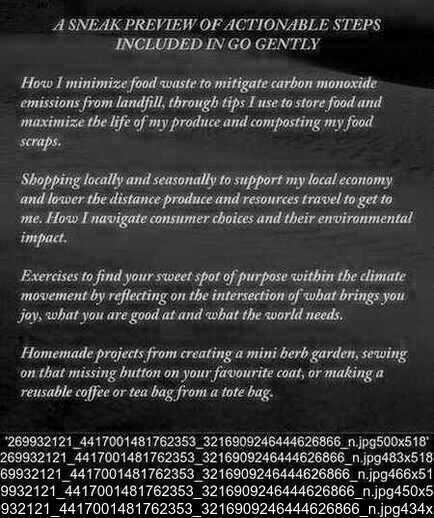 A SNEAK PREVIEW OF ACTIONABLE STEPS
INCLUDED IN GO GENTLY
How I minimize food waste to mitigate carbon monoxide
emissions from landfill, through tips I use to store food and
maximize the life of my produce and composting my food
scraps.
Shopping locally and seasonally to support my local economy
and lower the distance produce and resources travel to get to
me. How I navigate consumer choices and their environmental
impact.
Exercises to find your sweet spot of purpose within the climate
movement by reflecting on the intersection of what brings you
joy, what you are good at and what the world needs.
Homemade projects from creating a mini herb garden, sewing
on that missing button on your favourite coat, or making a
reusable coffee or tea bag from a tote bag.
'269932121_4417001481762353_3216909246444626866_n.jpg500x518'
269932121_4417001481762353_3216909246444626866_n.jpg483x518
69932121_4417001481762353_3216909246444626866_n.jpg466x51
9932121_4417001481762353_3216909246444626866_n.jpg450x5
932121_4417001481762353_3216909246444626866_n.jpg434x